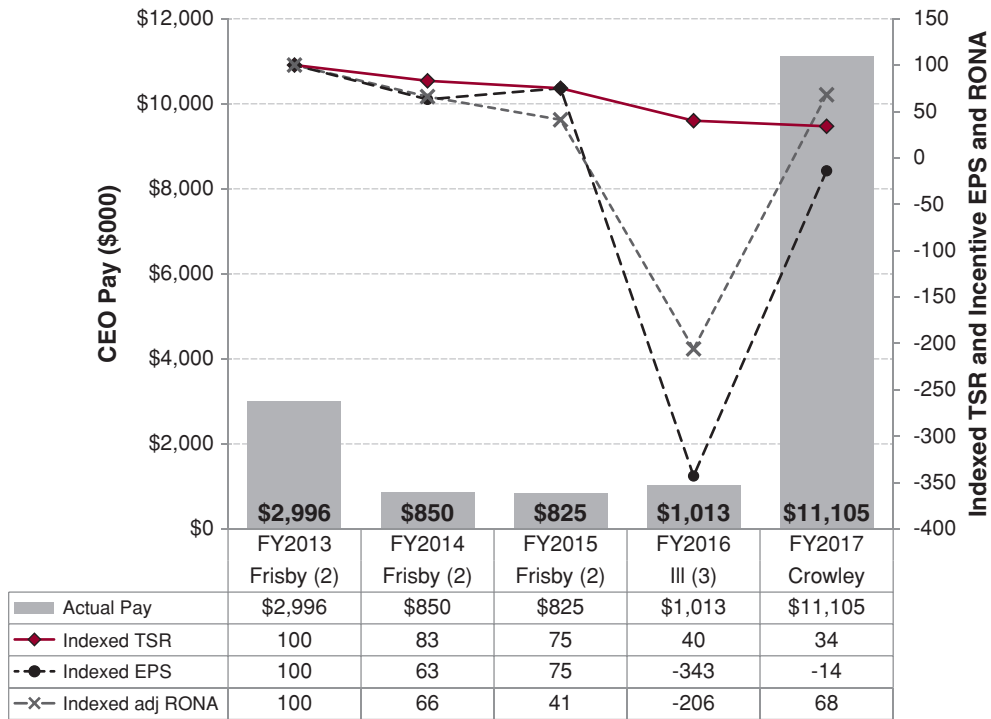 $12,000
$10,000
$8,000
$6,000
$4,000
$2,000
$0
CEO Pay ($000)
150
100
50
0
-50
-100
-150
-200
-250
-300
-350
-400
Indexed TSR and Incentive EPS and RONA
$2,996 $850 $825 $1,013 $11,105
FY2013 FY2014 FY2015 FY2016 FY2017
Frisby (2) Frisby (2) Frisby (2) Ill (3) Crowley
Actual Pay $2,996 $850 $825 $1,013 $11,105
Indexed TSR 100 83 75 40 34
Indexed EPS 100 63 75 -343 -14
Indexed adj RONA 100 66 41 -206 68